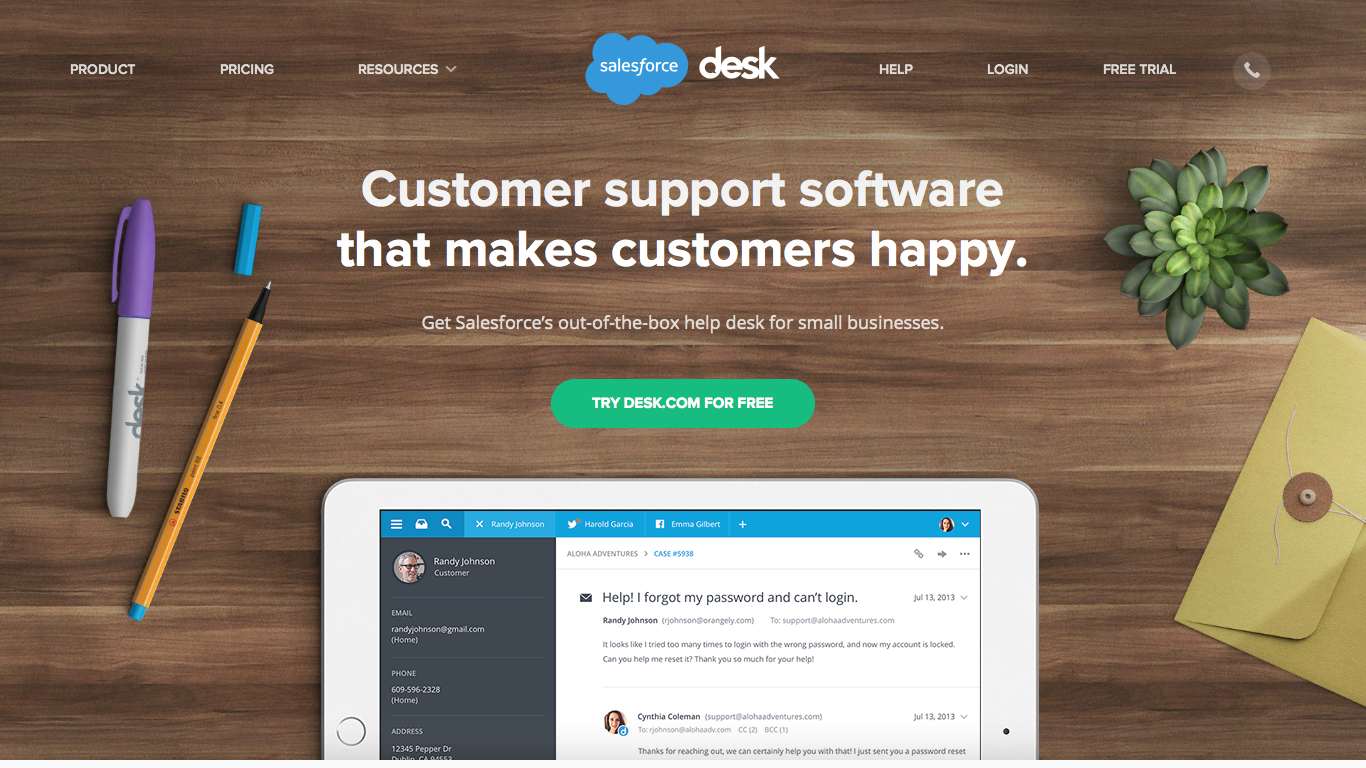 PRODUCT
PRICING
RESOURCES
salesforce desk
HELP
LOGIN
FREE TRIAL
Customer support software
that makes customers happy.
Get Salesforce's out-of-the-box help desk for small businesses.
TRY DESK.COM FOR FREE
desk
STABILO
Randy Johnson
Harold Garcia
Emma Gilbert
Randy Johnson
Customer
EMAIL
randyjohnson@gmail.com
(Home)
PHONE
609-596-2328
(Home)
ADDRESS
12345 Pepper Dr
Dublin, CA 94553
ALOHA ADVENTURES > CASE #5938
Help! I forgot my password and can't login.
Jul 13, 2013
Randy Johnson (rjohnson@orangely.com) To: support@alohaadventures.com
It looks like I tried too many times to login with the wrong password, and now my account is locked.
Can you help me reset it? Thank you so much for your help!
Cynthia Coleman (support@alohaadventures.com)
Jul 13, 2013
To: rjohnson@alohaadv.com CC (2) BCC (1)
Thanks for reaching out, we can certainly help you with that! I just sent you a password reset